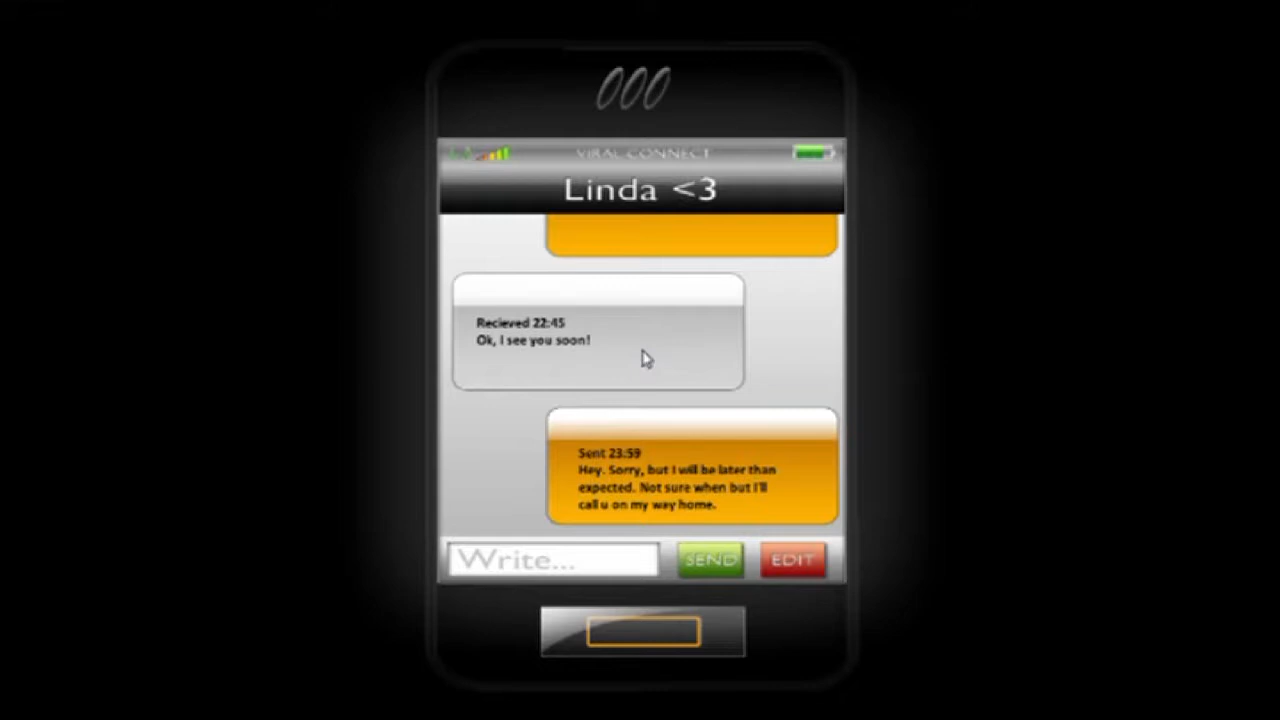 VIRAL CONNECT
Linda <3
Recieved 22:45
Ok, I see you soon!
Sent 23:59
Hey. Sorry, but I will be later than
expected. Not sure when but I'll
call u on my way home.
Write...
SEND
EDIT